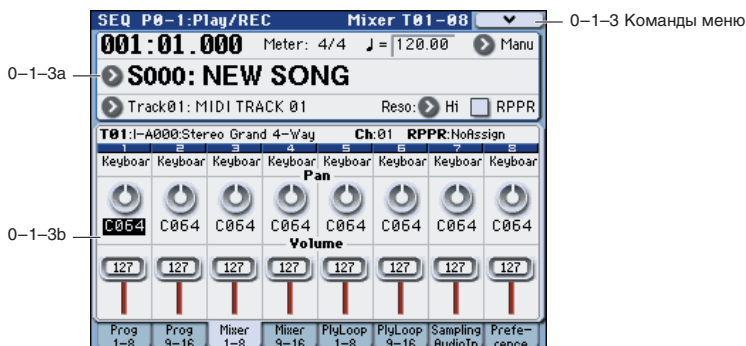 SEQ P0-1:Play/REC Mixer T01-08
0–1–3 Команды меню
001:01.000 Meter: 4/4 ♩= 120.00 Manu
0–1–3a
S000: NEW SONG
Track01: MIDI TRACK 01 Reso: Hi RPPR
T01:I-A000:Stereo Grand 4-Way Ch:01 RPPR:NoAssign
1 2 3 4 5 6 7 8
Keyboar Keyboar Keyboar Keyboar Keyboar Keyboar Keyboar Keyboar
Pan
C064 C064 C064 C064 C064 C064 C064 C064
0–1–3b
Volume
127 127 127 127 127 127 127 127
Prog 1-8 Prog 9-16 Mixer 1-8 Mixer 9-16 PlyLoop 1-8 PlyLoop 9-16 Sampling AudioIn Prefe-cence